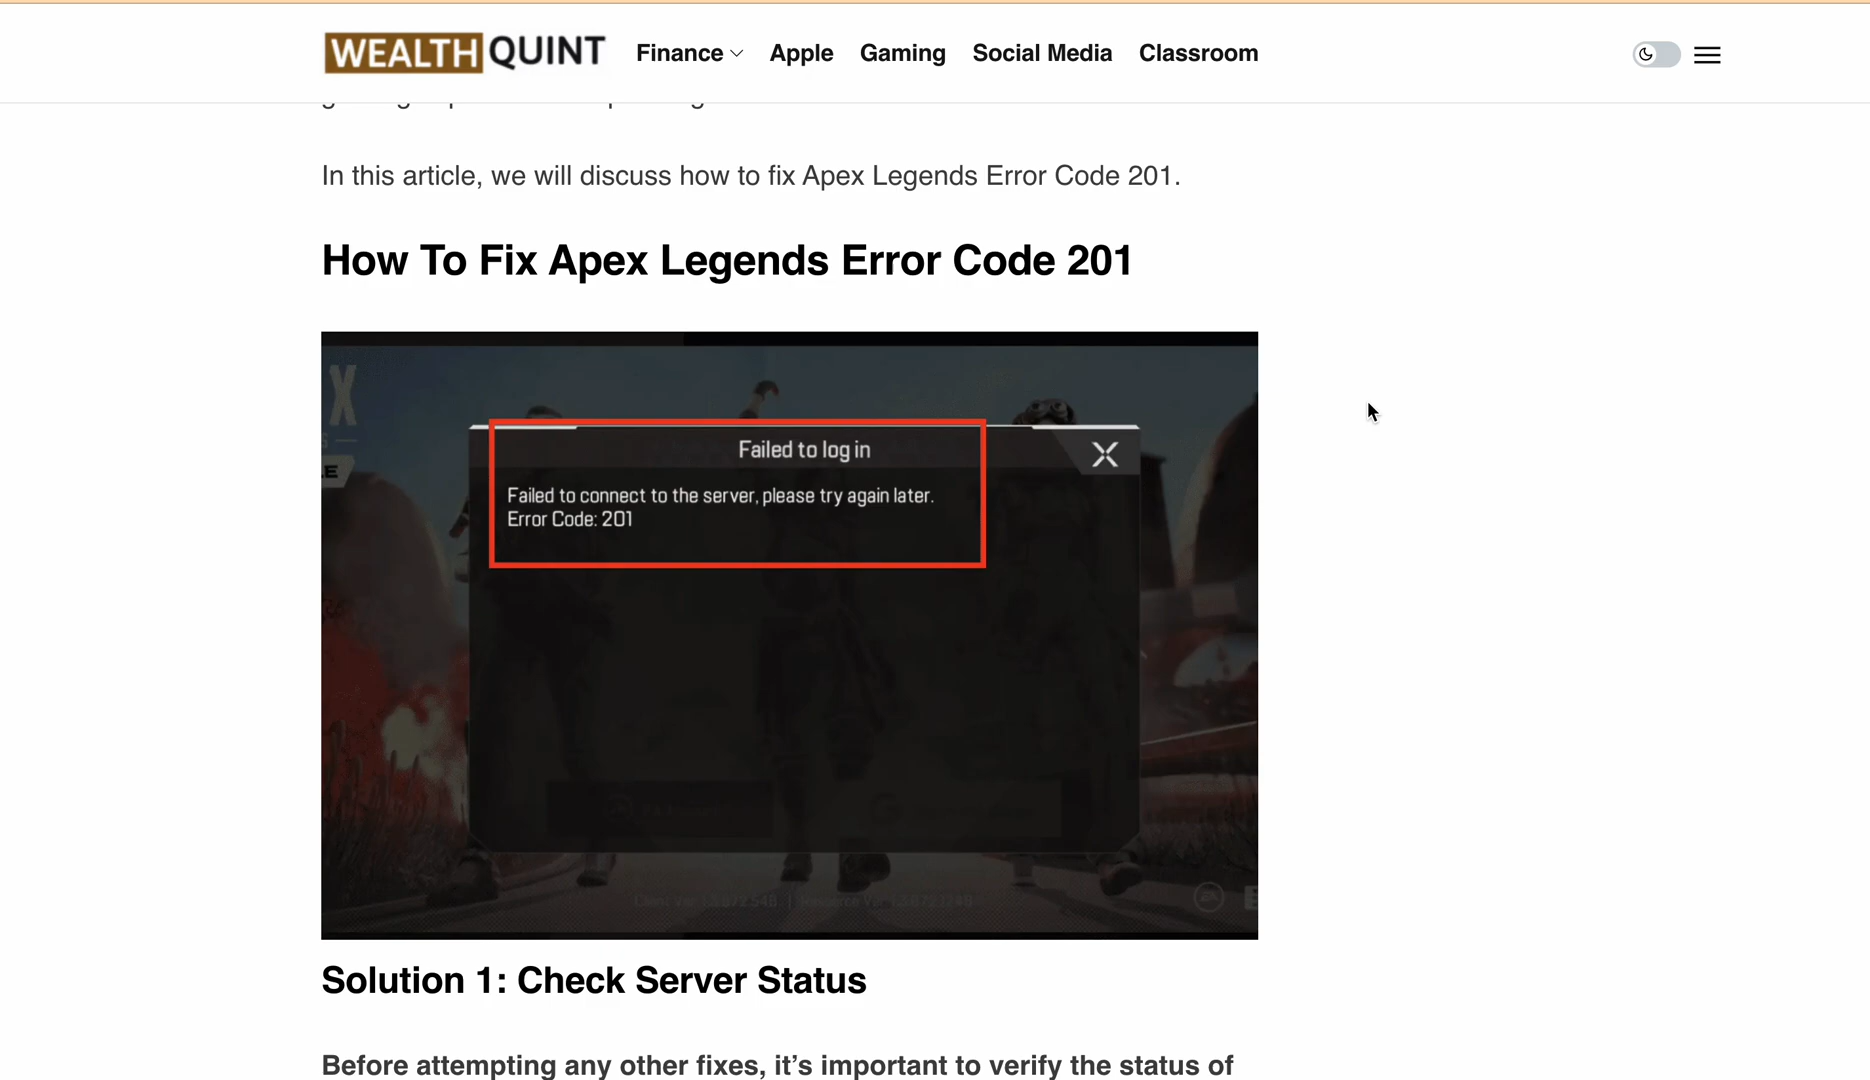 WEALTH QUINT Finance Apple Gaming Social Media Classroom
In this article, we will discuss how to fix Apex Legends Error Code 201.
How To Fix Apex Legends Error Code 201
X
Failed to log in
Failed to connect to the server, please try again later.
Error Code: 201
Solution 1: Check Server Status
Before attempting any other fixes, it’s important to verify the status of